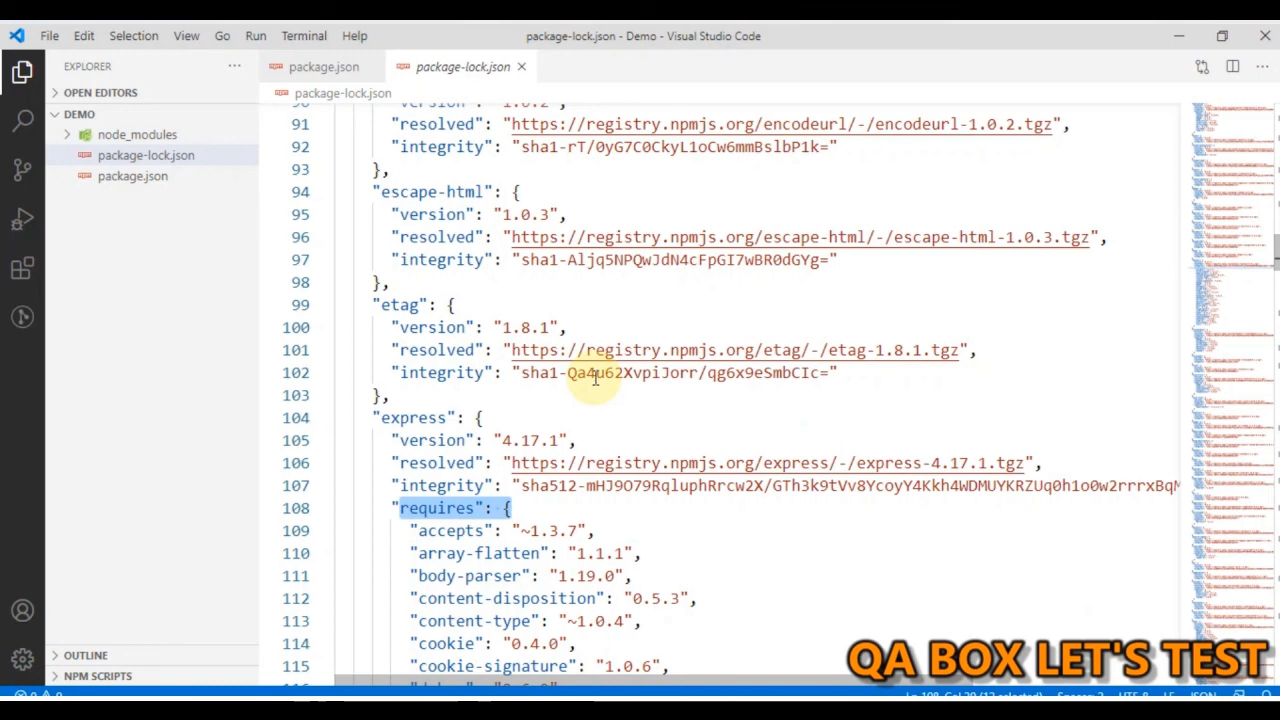 File Edit Selection View Go Run Terminal Help package-lock.json - Demo - Visual Studio Code
EXPLORER
OPEN EDITORS
DEMO
node_modules
package-lock.json
package.json
OUTLINE
NPM SCRIPTS
package.json package-lock.json
package-lock.json
91 "resolved": "https://registry.npmjs.org/encodeurl/-/encodeurl-1.0.2.tgz",
92 "integrity": "sha1-rT/0yG7C0CkyL1oCw6mmBslbP1k="
93 },
94 "escape-html": {
95 "version": "1.0.3",
96 "resolved": "https://registry.npmjs.org/escape-html/-/escape-html-1.0.3.tgz",
97 "integrity": "sha1-Aljq5NPQwJdN4cFpGI7wBR0dGYg="
98 },
99 "etag": {
100 "version": "1.8.1",
101 "resolved": "https://registry.npmjs.org/etag/-/etag-1.8.1.tgz",
102 "integrity": "sha1-Qa4u62XvpiJorr/qg6x9eSmbCIc="
103 },
104 "express": {
105 "version": "4.17.1",
106 "resolved": "https://registry.npmjs.org/express/-/express-4.17.1.tgz",
107 "integrity":
108 "requires": {
109 "accepts": "~1.3.7",
110 "array-flatten": "1.1.1",
111 "body-parser": "1.19.0",
112 "content-disposition": "0.5.3",
113 "content-type": "~1.0.4",
114 "cookie": "0.4.0",
115 "cookie-signature": "1.0.6",
QA BOX LET'S TEST